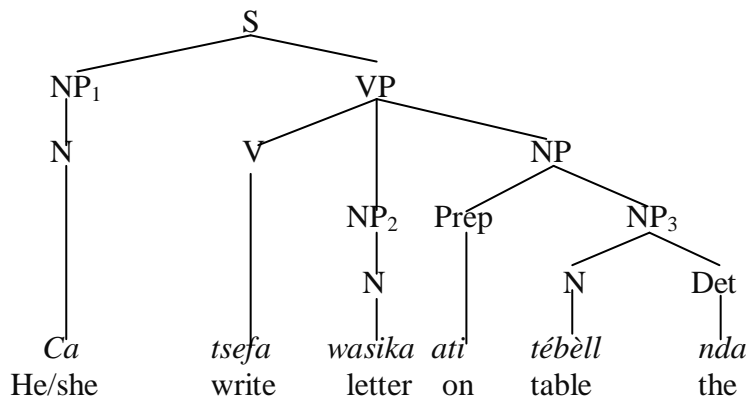 S
NP₁ VP
N V NP
NP₂ Prep NP₃
N N Det
Ca tsefa wasika ati tébèll nda
He/she write letter on table the